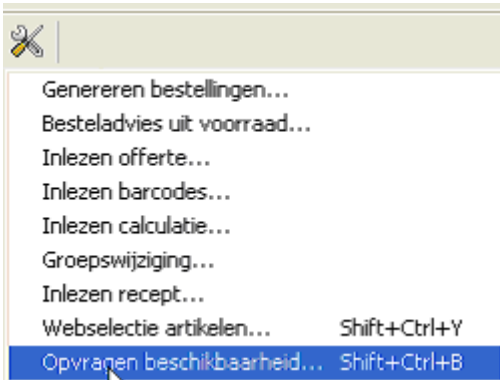 Genereren bestellingen...
Besteladvies uit voorraad...
Inlezen offerte...
Inlezen barcodes...
Inlezen calculatie...
Groepswijziging...
Inlezen recept...
Webselectie artikelen... Shift+Ctrl+Y
Opvragen beschikbaarheid... Shift+Ctrl+B